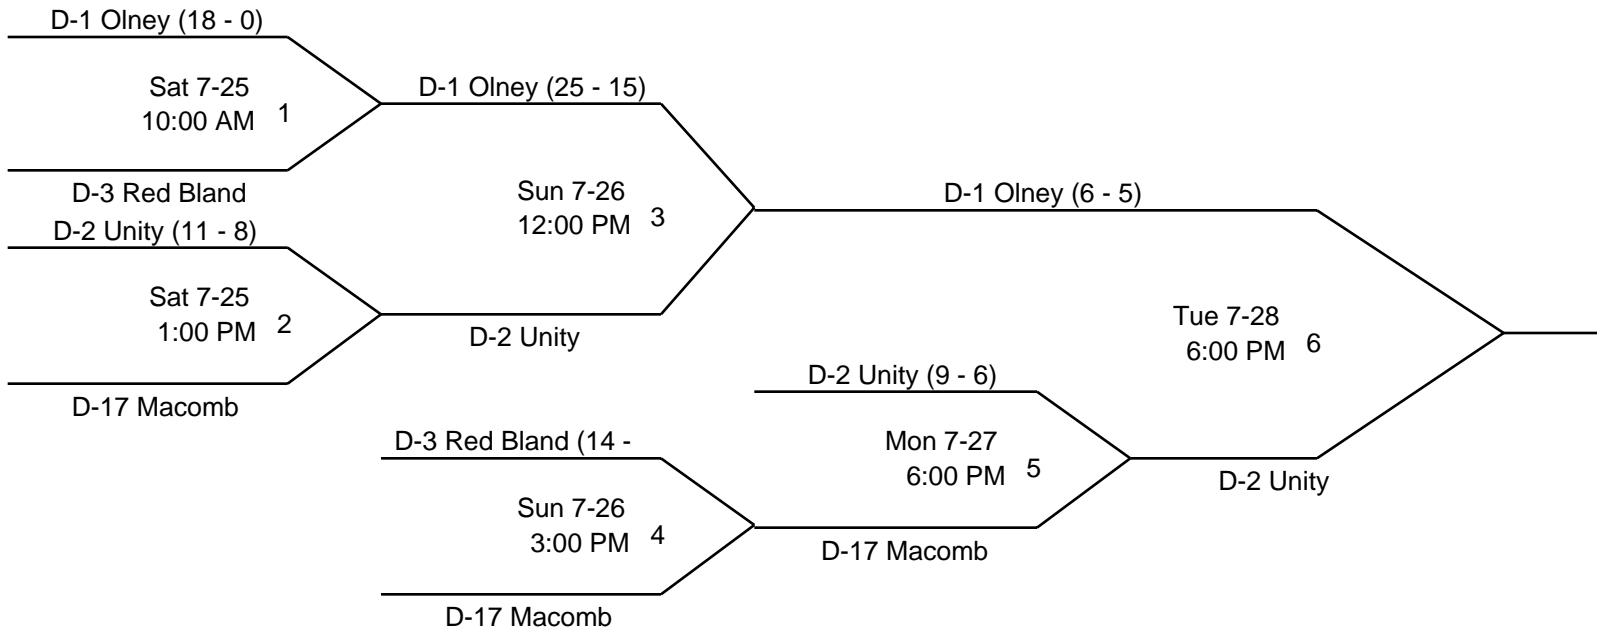 D-1 Olney (18 - 0)
Sat 7-25
10:00 AM 1
D-3 Red Bland
D-2 Unity (11 - 8)
Sat 7-25
1:00 PM 2
D-17 Macomb
D-1 Olney (25 - 15)
Sun 7-26
12:00 PM 3
D-2 Unity
D-3 Red Bland (14 -
Sun 7-26
3:00 PM 4
D-17 Macomb
D-1 Olney (6 - 5)
D-2 Unity (9 - 6)
Mon 7-27
6:00 PM 5
D-17 Macomb
Tue 7-28
6:00 PM 6
D-2 Unity